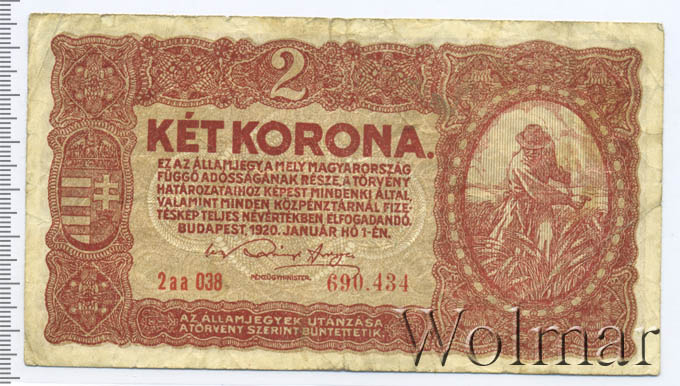 2
KÉT KORONA.
EZ AZ ÁLLAMJEGY A MELY MAGYARORSZÁG
FÜGGŐ ADÓSSÁGÁNAK RÉSZE, A TÖRVÉNY
HATÁROZATAIHOZ KÉPEST MINDENKI ÁLTAL,
VALAMINT MINDEN KÖZPÉNZTÁRNÁL FIZE-
TÉSKÉP TELJES NÉVÉRTÉKBEN ELFOGADANDÓ.
BUDAPEST, 1920. JANUÁR HÓ 1-ÉN.
2aa 038
PÉNZÜGYMINISTER.
690.434
AZ ÁLLAMJEGYEK UTÁNZÁSA
A TÖRVÉNY SZERINT BÜNTETTETIK.
Wolmar